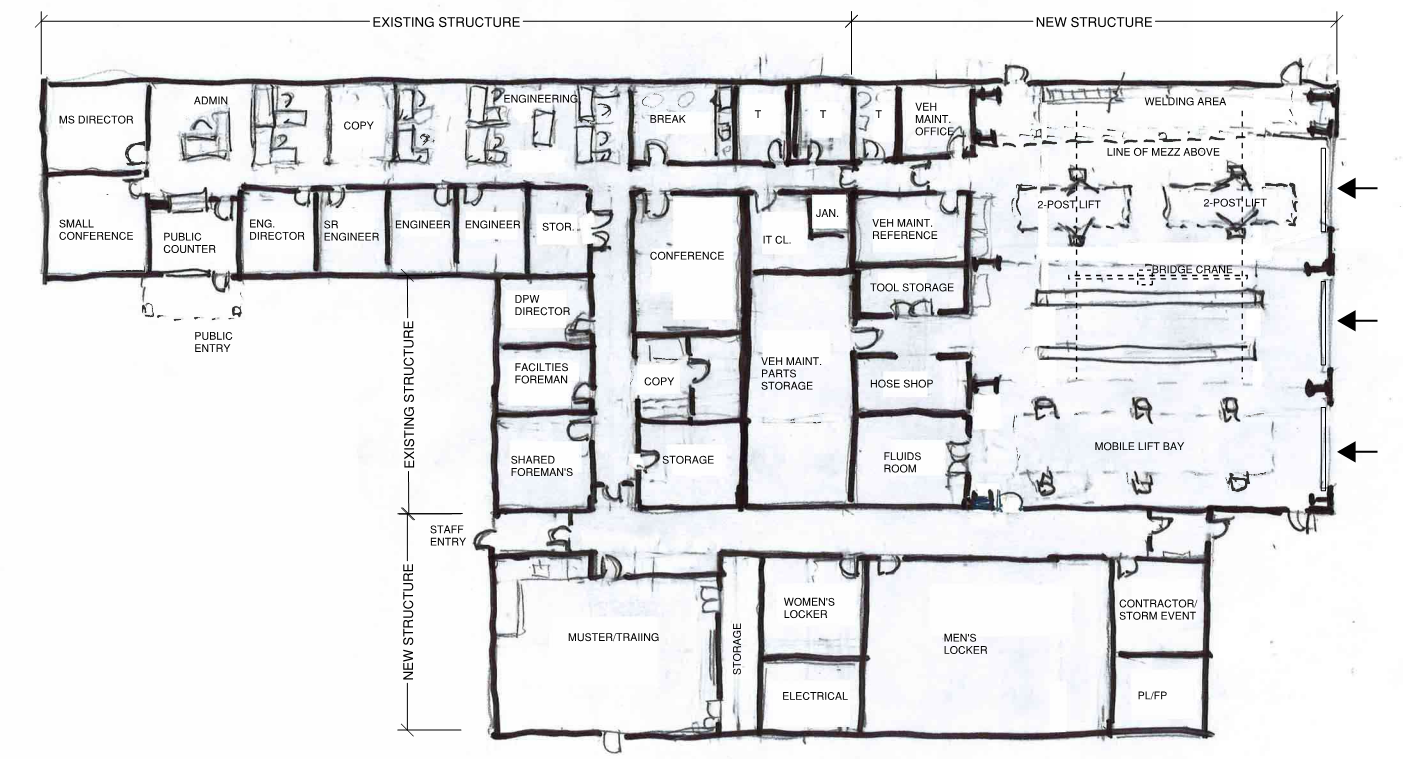 EXISTING STRUCTURE
NEW STRUCTURE
MS DIRECTOR
ADMIN
COPY
ENGINEERING
BREAK
T
T
T
VEH
MAINT.
OFFICE
WELDING AREA
LINE OF MEZZ ABOVE
2-POST LIFT
2-POST LIFT
SMALL
CONFERENCE
PUBLIC
COUNTER
ENG.
DIRECTOR
SR
ENGINEER
ENGINEER
ENGINEER
STOR.
CONFERENCE
IT CL.
JAN.
VEH MAINT.
REFERENCE
BRIDGE CRANE
TOOL STORAGE
PUBLIC
ENTRY
EXISTING STRUCTURE
DPW
DIRECTOR
FACILTIES
FOREMAN
COPY
VEH MAINT.
PARTS
STORAGE
HOSE SHOP
SHARED
FOREMAN'S
STORAGE
FLUIDS
ROOM
MOBILE LIFT BAY
STAFF
ENTRY
NEW STRUCTURE
MUSTER/TRAIING
STORAGE
WOMEN'S
LOCKER
ELECTRICAL
MEN'S
LOCKER
CONTRACTOR/
STORM EVENT
PL/FP